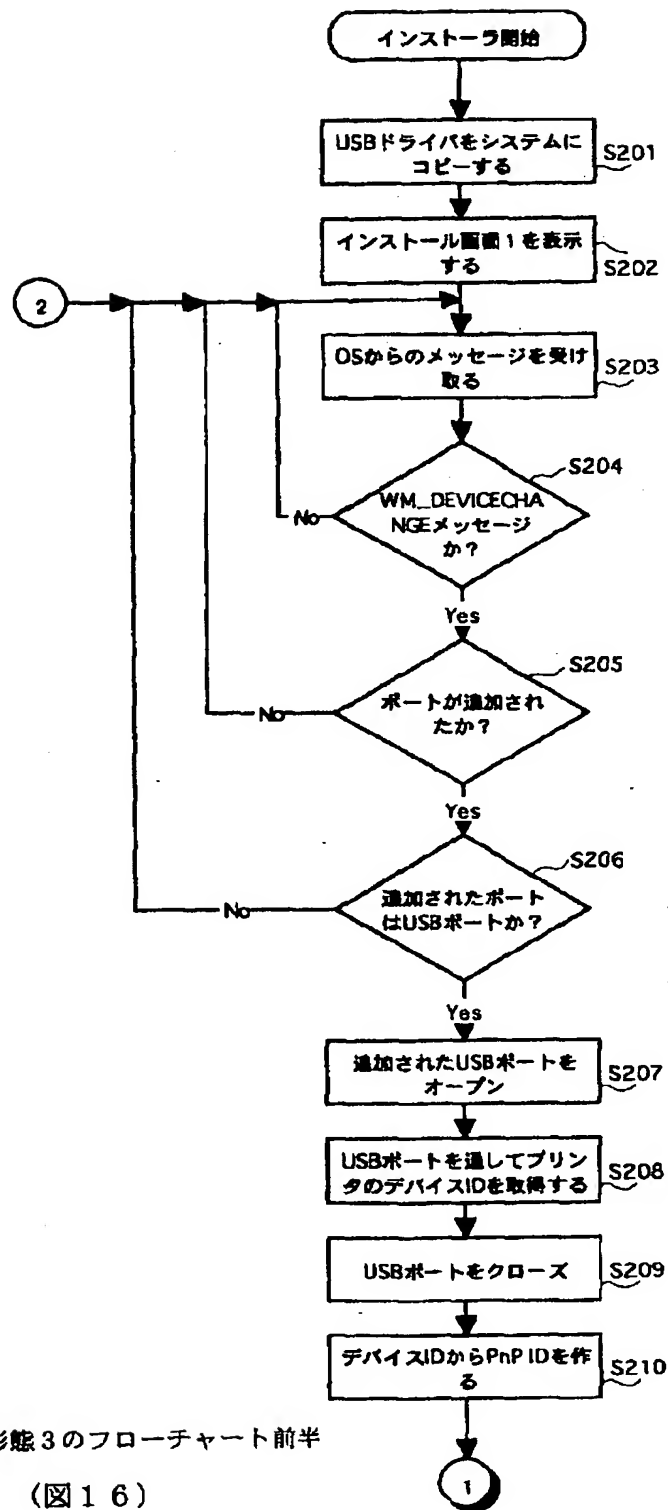 インストーラ開始
USBドライバをシステムに
コピーする
S201
インストール画面1を表示
する
S202
2
OSからのメッセージを受け
取る
S203
S204
WM_DEVICECHA
NGEメッセージ
か?
No
Yes
S205
ポートが追加され
たか?
No
Yes
S206
追加されたポート
はUSBポートか?
No
Yes
追加されたUSBポートを
オープン
S207
USBポートを通してプリン
タのデバイスIDを取得する
S208
USBポートをクローズ
S209
デバイスIDからPnP IDを作
る
S210
形態3のフローチャート前半
(図16)
1